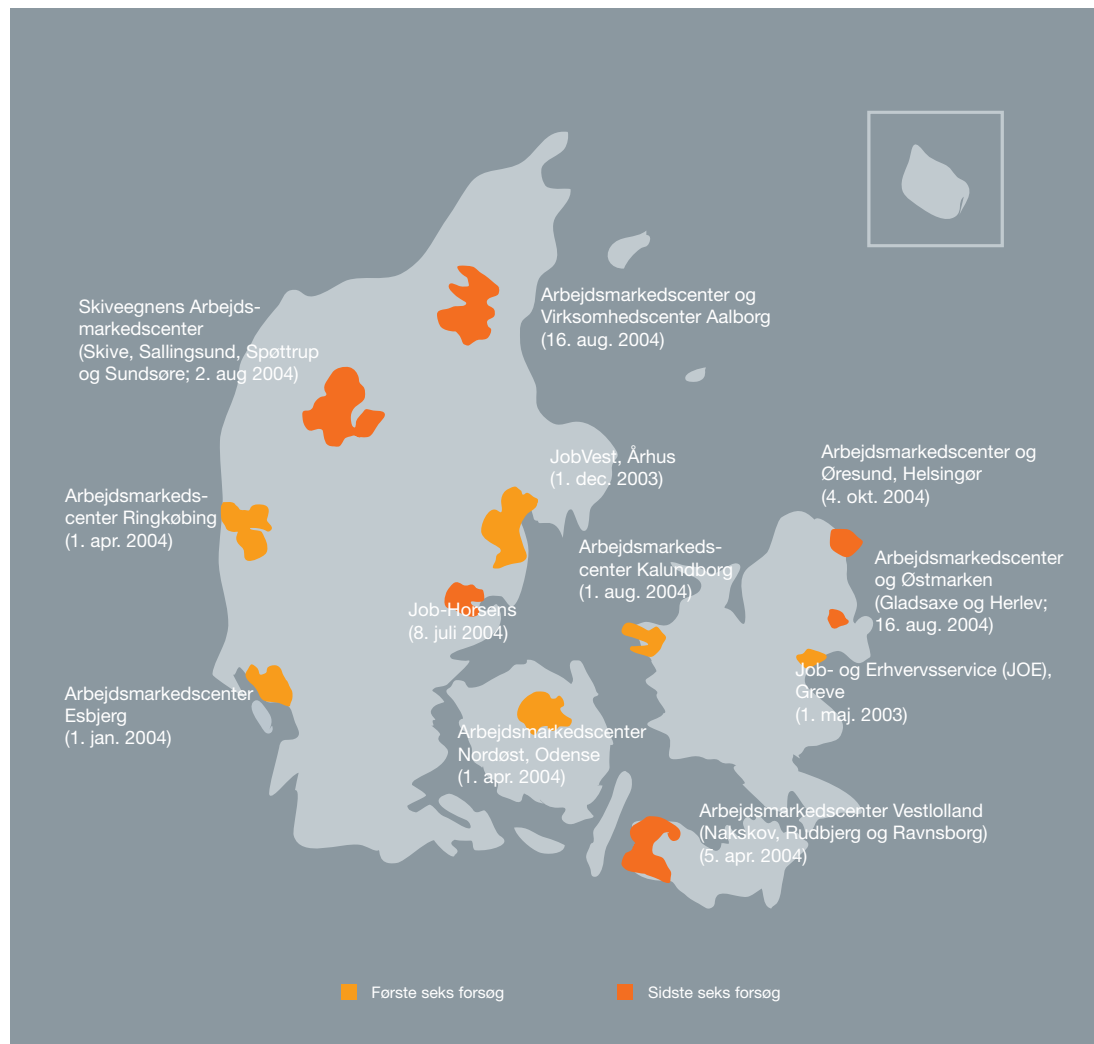 Skiveegnens Arbejds-
markedscenter
(Skive, Sallingsund, Spøttrup
og Sundsøre; 2. aug 2004)
Arbejdsmarkedscenter og
Virksomhedscenter Aalborg
(16. aug. 2004)
JobVest, Århus
(1. dec. 2003)
Arbejdsmarkedscenter og
Øresund, Helsingør
(4. okt. 2004)
Arbejdsmarkeds-
center Ringkøbing
(1. apr. 2004)
Arbejdsmarkeds-
center Kalundborg
(1. aug. 2004)
Arbejdsmarkedscenter
og Østmarken
(Gladsaxe og Herlev;
16. aug. 2004)
Job-Horsens
(8. juli 2004)
Job- og Erhvervsservice (JOE),
Greve
(1. maj. 2003)
Arbejdsmarkedscenter
Esbjerg
(1. jan. 2004)
Arbejdsmarkedscenter
Nordøst, Odense
(1. apr. 2004)
Arbejdsmarkedscenter Vestlolland
(Nakskov, Rudbjerg og Ravnsborg)
(5. apr. 2004)
Første seks forsøg
Sidste seks forsøg